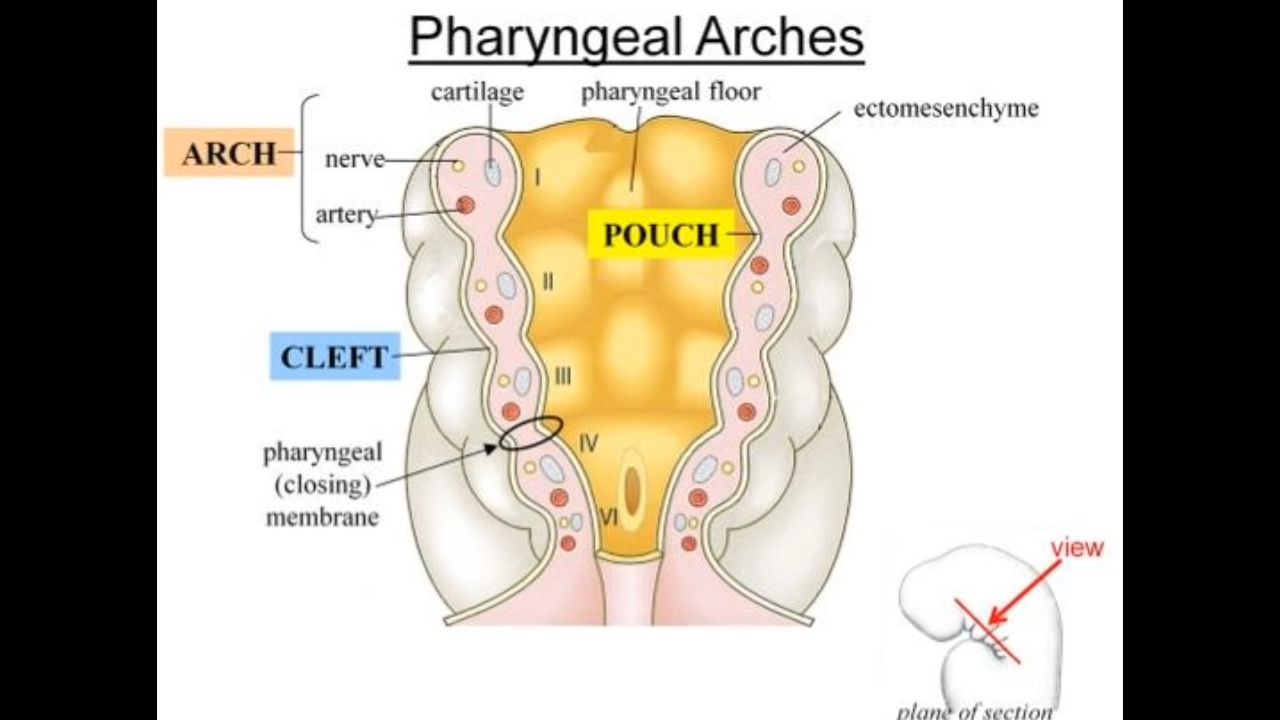 Pharyngeal Arches
cartilage
pharyngeal floor
ectomesenchyme
ARCH
nerve
artery
I
POUCH
II
CLEFT
III
IV
pharyngeal
(closing)
membrane
VI
view
plane of section